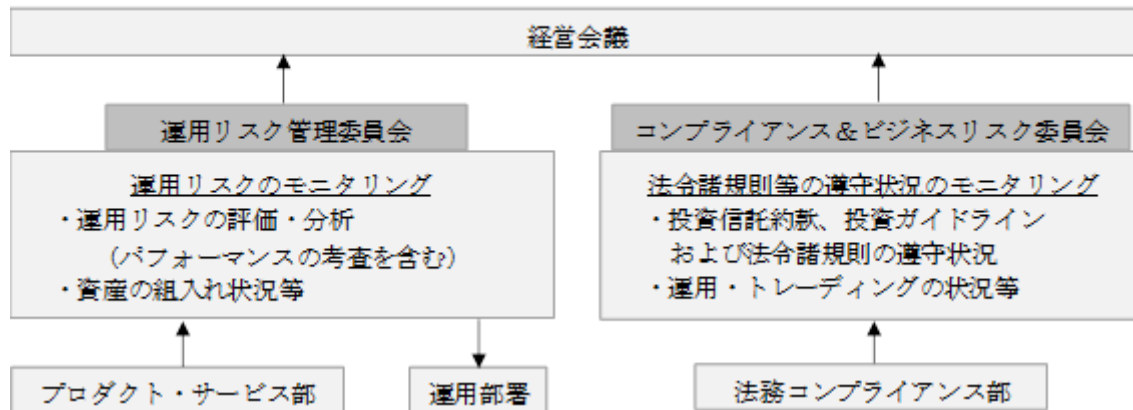 経営会議
運用リスク管理委員会
運用リスクのモニタリング
・運用リスクの評価・分析
（パフォーマンスの考査を含む）
・資産の組入れ状況等
コンプライアンス＆ビジネスリスク委員会
法令諸規則等の遵守状況のモニタリング
・投資信託約款、投資ガイドライン
および法令諸規則の遵守状況
・運用・トレーディングの状況等
プロダクト・サービス部
運用部署
法務コンプライアンス部